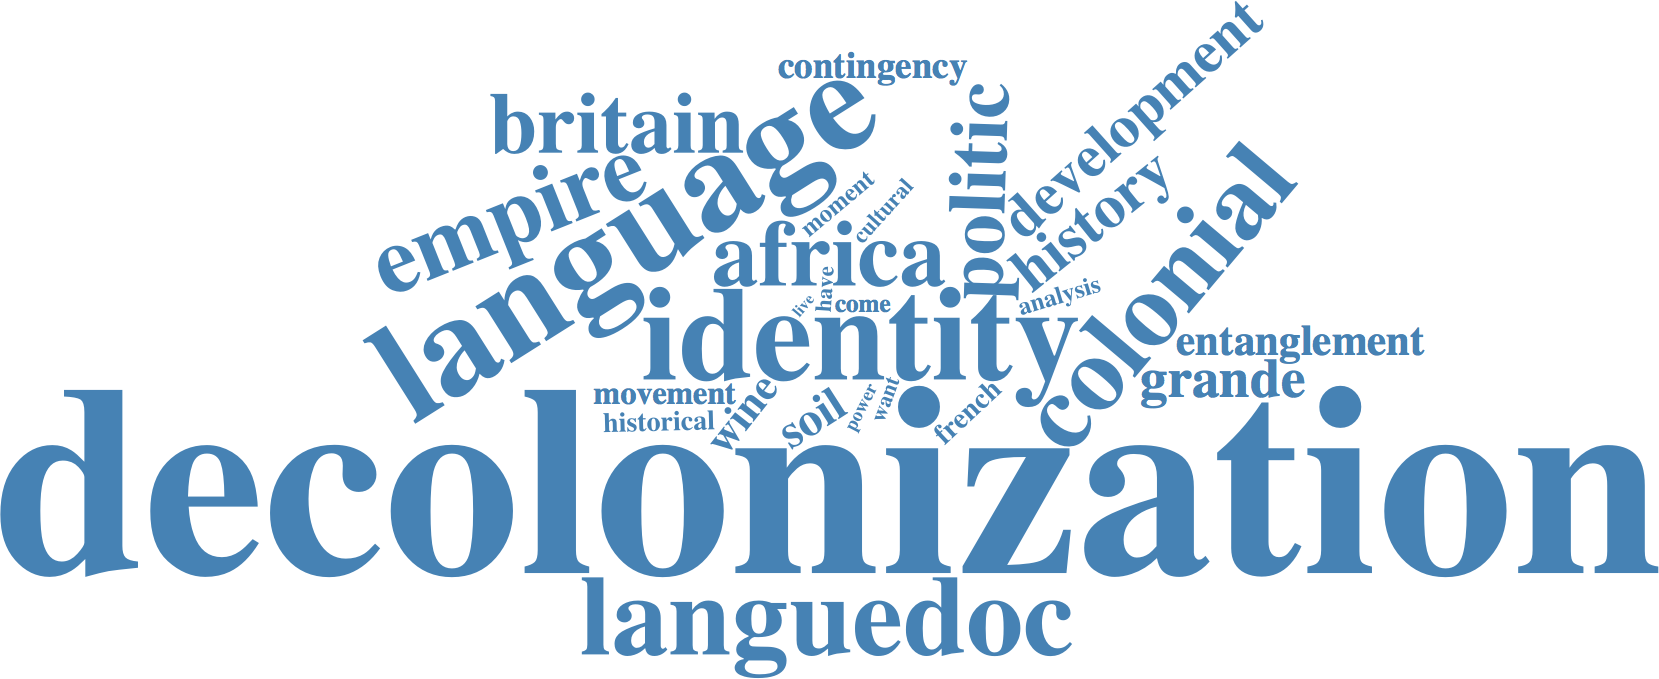 contingency
britain
development
language
politic
empire
moment
cultural
history
colonial
africa
have
live
come
analysis
identity
entanglement
grande
movement
historical
wine
soil
power
want
french
decolonization
languedoc